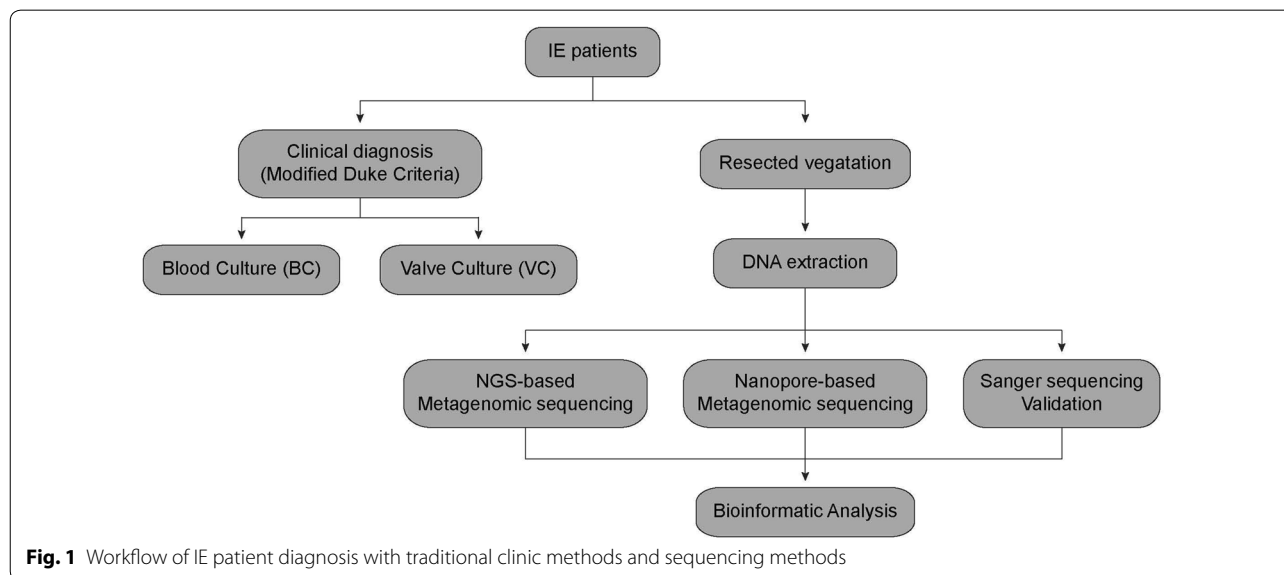 IE patients
Clinical diagnosis
(Modified Duke Criteria)
Resected vegatation
Blood Culture (BC)
Valve Culture (VC)
DNA extraction
NGS-based
Metagenomic sequencing
Nanopore-based
Metagenomic sequencing
Sanger sequencing
Validation
Bioinformatic Analysis
Fig. 1 Workflow of IE patient diagnosis with traditional clinic methods and sequencing methods